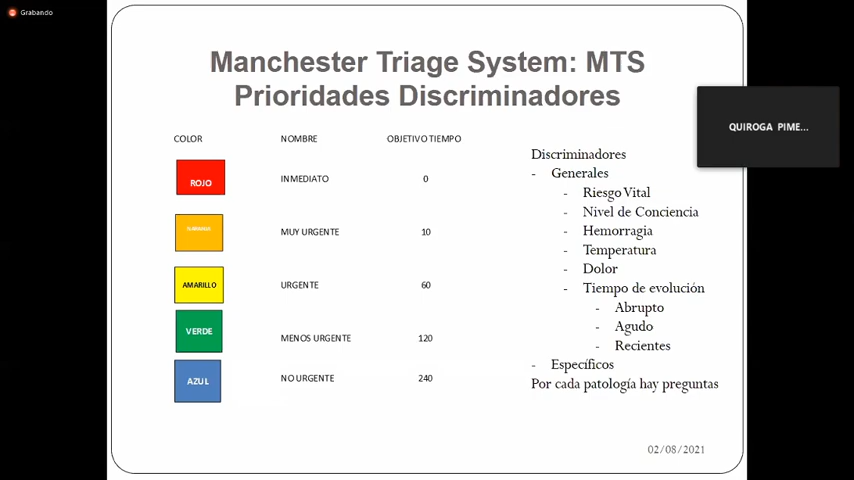 Grabando
Manchester Triage System: MTS
Prioridades Discriminadores
QUIROGA PIME...
COLOR NOMBRE OBJETIVO TIEMPO
ROJO INMEDIATO 0
MUY URGENTE 10
AMARILLO URGENTE 60
VERDE MENOS URGENTE 120
AZUL NO URGENTE 240
Discriminadores
- Generales
- Riesgo Vital
- Nivel de Conciencia
- Hemorragia
- Temperatura
- Dolor
- Tiempo de evolución
- Abrupto
- Agudo
- Recientes
- Específicos
Por cada patología hay preguntas
02/08/2021